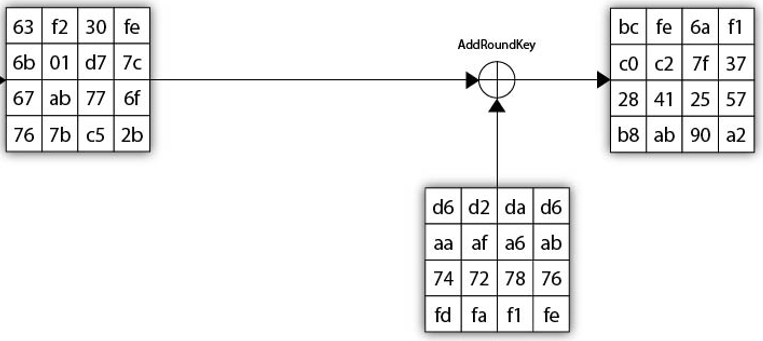 63 f2 30 fe
6b 01 d7 7c
67 ab 77 6f
76 7b c5 2b
AddRoundKey
bc fe 6a f1
c0 c2 7f 37
28 41 25 57
b8 ab 90 a2
d6 d2 da d6
aa af a6 ab
74 72 78 76
fd fa f1 fe